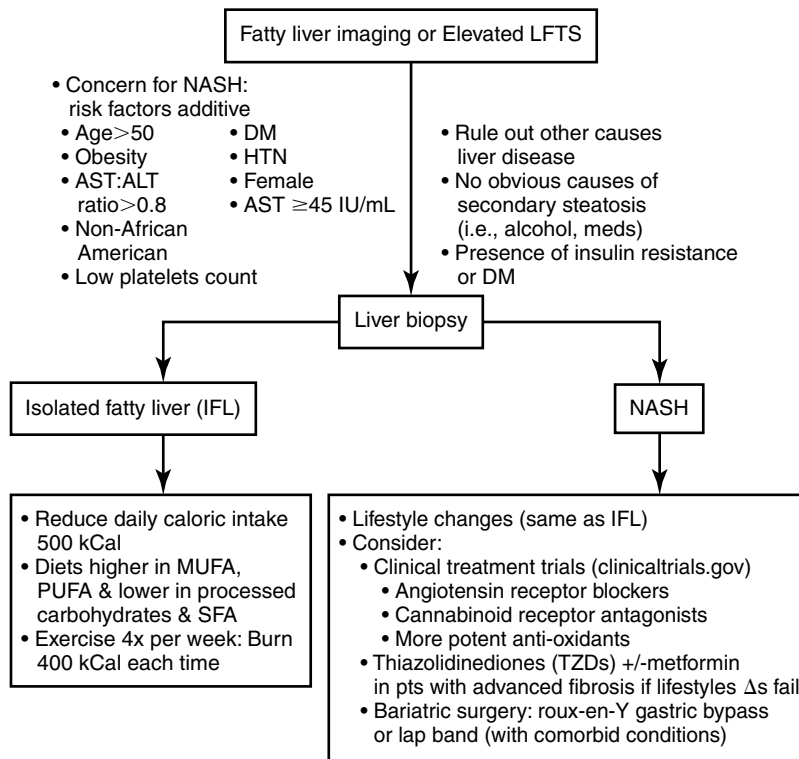 Fatty liver imaging or Elevated LFTS
• Concern for NASH:
risk factors additive
• Age>50
• Obesity
• AST:ALT
ratio>0.8
• Non-African
American
• Low platelets count
• DM
• HTN
• Female
• AST ≥45 IU/mL
• Rule out other causes
liver disease
• No obvious causes of
secondary steatosis
(i.e., alcohol, meds)
• Presence of insulin resistance
or DM
Liver biopsy
Isolated fatty liver (IFL)
NASH
• Reduce daily caloric intake
500 kCal
• Diets higher in MUFA,
PUFA & lower in processed
carbohydrates & SFA
• Exercise 4x per week: Burn
400 kCal each time
• Lifestyle changes (same as IFL)
• Consider:
• Clinical treatment trials (clinicaltrials.gov)
• Angiotensin receptor blockers
• Cannabinoid receptor antagonists
• More potent anti-oxidants
• Thiazolidinediones (TZDs) +/-metformin
in pts with advanced fibrosis if lifestyles Δs fail
• Bariatric surgery: roux-en-Y gastric bypass
or lap band (with comorbid conditions)